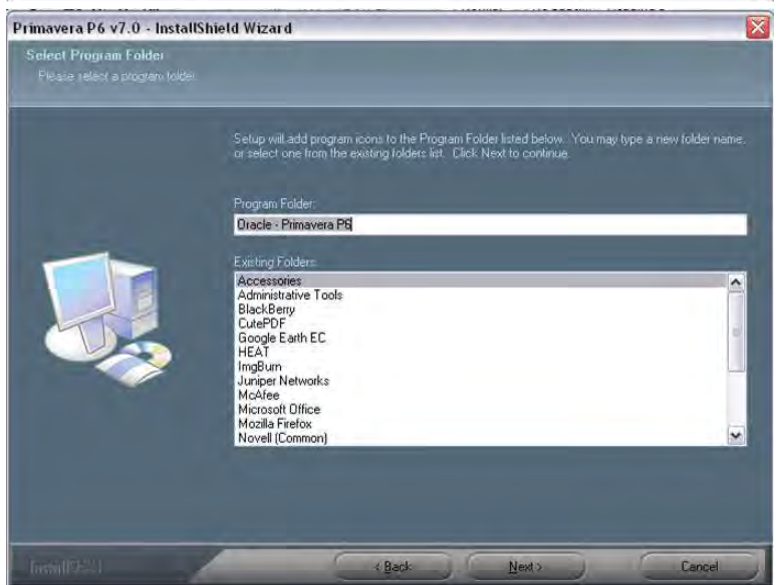 Primavera P6 v7.0 - InstallShield Wizard
Select Program Folder
Please select a program folder.
Setup will add program icons to the Program Folder listed below. You may type a new folder name,
or select one from the existing folders list. Click Next to continue.
Program Folder:
Oracle - Primavera P6
Existing Folders:
Accessories
Administrative Tools
BlackBerry
CutePDF
Google Earth EC
HEAT
ImgBurn
Juniper Networks
McAfee
Microsoft Office
Mozilla Firefox
Novell (Common)
InstallShield
< Back
Next >
Cancel